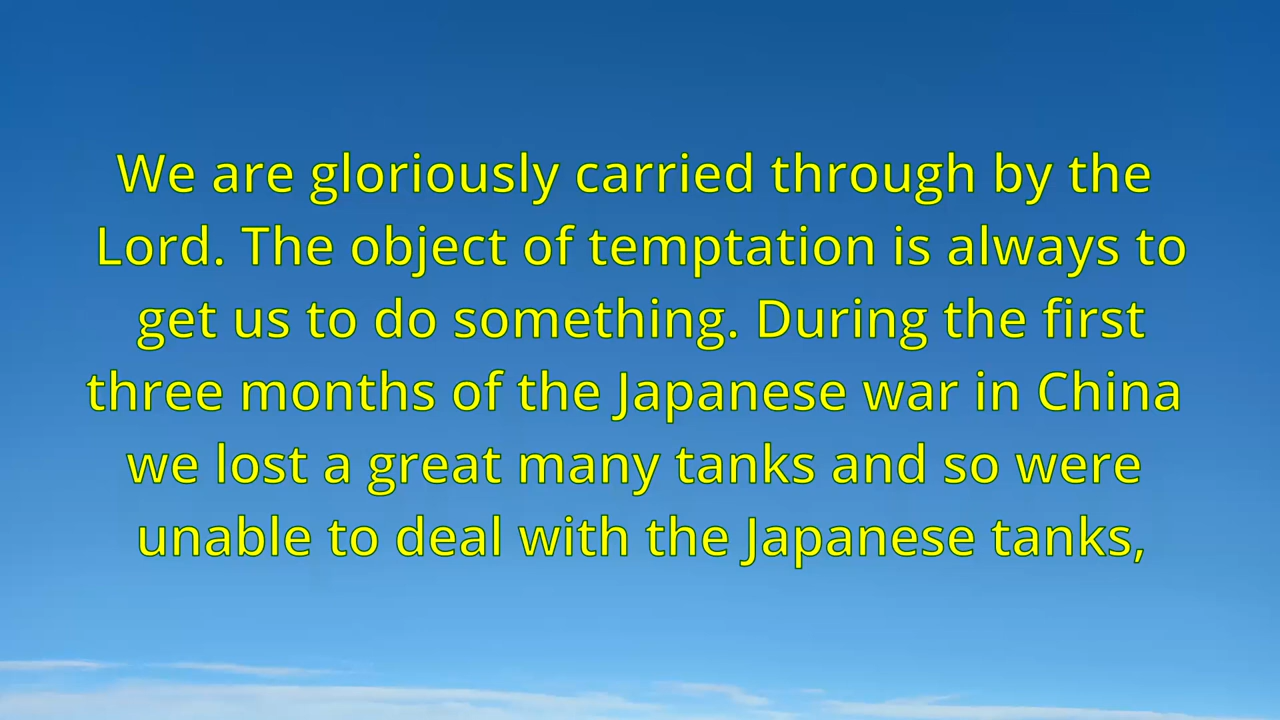 We are gloriously carried through by the
Lord. The object of temptation is always to
get us to do something. During the first
three months of the Japanese war in China
we lost a great many tanks and so were
unable to deal with the Japanese tanks,